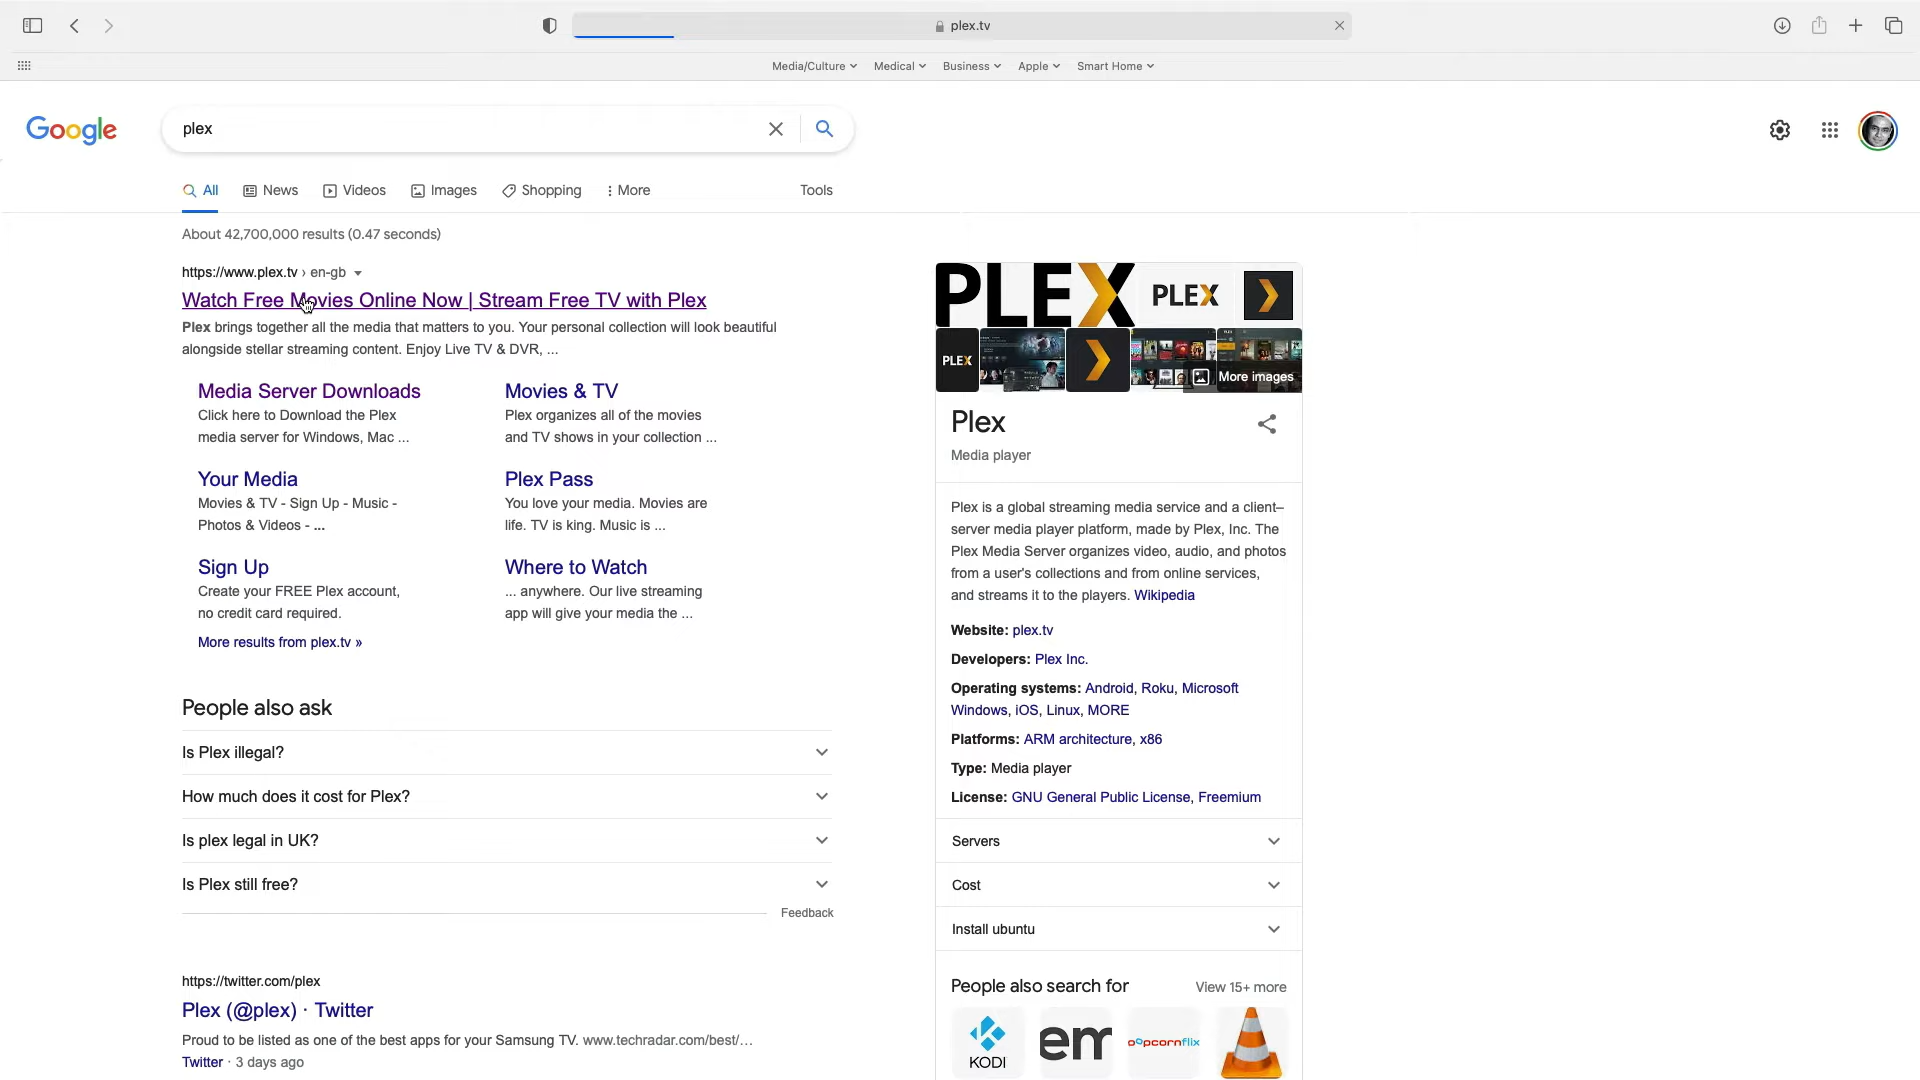 plex.tv
Media/Culture
Medical
Business
Apple
Smart Home
Google
plex
All
News
Videos
Images
Shopping
More
Tools
About 42,700,000 results (0.47 seconds)
https://www.plex.tv › en-gb
Watch Free Movies Online Now | Stream Free TV with Plex
Plex brings together all the media that matters to you. Your personal collection will look beautiful
alongside stellar streaming content. Enjoy Live TV & DVR, ...
Media Server Downloads
Click here to Download the Plex
media server for Windows, Mac ...
Movies & TV
Plex organizes all of the movies
and TV shows in your collection ...
Your Media
Movies & TV - Sign Up - Music -
Photos & Videos - ...
Plex Pass
You love your media. Movies are
life. TV is king. Music is ...
Sign Up
Create your FREE Plex account,
no credit card required.
Where to Watch
... anywhere. Our live streaming
app will give your media the ...
More results from plex.tv »
People also ask
Is Plex illegal?
How much does it cost for Plex?
Is plex legal in UK?
Is Plex still free?
Feedback
https://twitter.com/plex
Plex (@plex) · Twitter
Proud to be listed as one of the best apps for your Samsung TV. www.techradar.com/best/...
Twitter · 3 days ago
PLEX
PLEX
PLEX
More images
Plex
Media player
Plex is a global streaming media service and a client–
server media player platform, made by Plex, Inc. The
Plex Media Server organizes video, audio, and photos
from a user's collections and from online services,
and streams it to the players. Wikipedia
Website: plex.tv
Developers: Plex Inc.
Operating systems: Android, Roku, Microsoft
Windows, iOS, Linux, MORE
Platforms: ARM architecture, x86
Type: Media player
License: GNU General Public License, Freemium
Servers
Cost
Install ubuntu
People also search for
View 15+ more
KODI
em
popcornflix